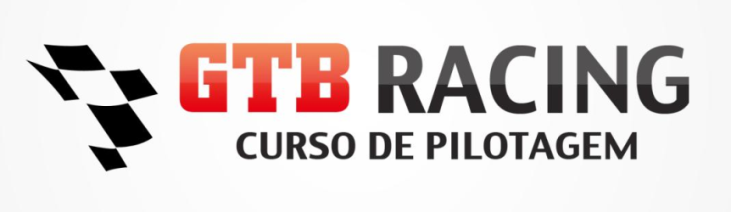 GTB RACING
CURSO DE PILOTAGEM